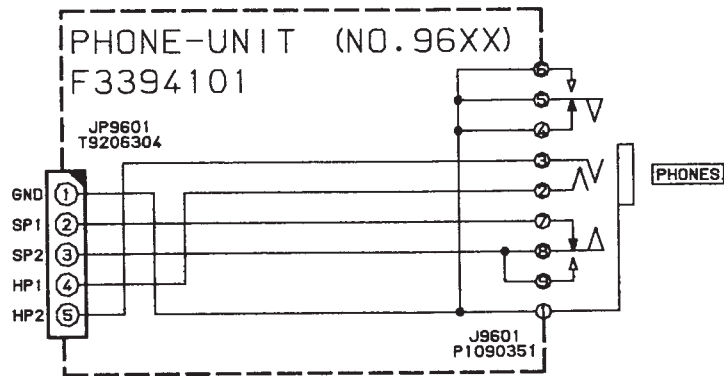 PHONE-UNIT (NO.96XX)
F3394101
JP9601
T9206304
GND 1
SP1 2
SP2 3
HP1 4
HP2 5
6
5
4
3
2
7
8
9
1
PHONES
J9601
P1090351